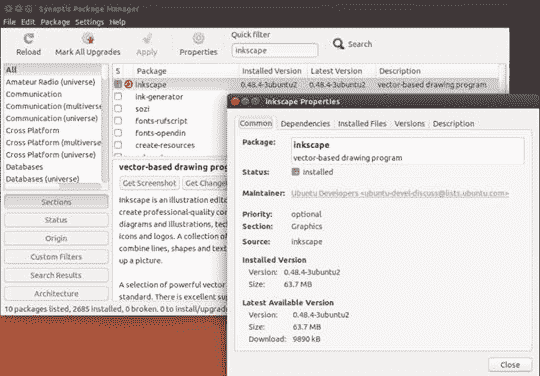 Synaptic Package Manager
File Edit Package Settings Help
Quick filter
Reload Mark All Upgrades Apply Properties inkscape Search
All
Amateur Radio (universe)
Communication
Communication (multiverse
Communication (universe)
Cross Platform
Cross Platform (multiverse
Cross Platform (universe)
Databases
Databases (universe)
Sections
Status
Origin
Custom Filters
Search Results
Architecture
S Package Installed Version Latest Version Description
inkscape 0.48.4-3ubuntu2 0.48.4-3ubuntu2 vector-based drawing program
ink-generator
sozi
fonts-rufscript
fonts-opendin
create-resources
vector-based drawing prog
Get Screenshot Get Change
Inkscape is an illustration edito
create professional-quality con
diagrams and illustrations, tech
icons and logos. A collection of
combine lines, shapes and text
up a picture.
A selection of powerful vector
standard. There is excellent sup
10 packages listed, 2685 installed, 0 broken. 0 to install/upgrad
inkscape Properties
Common Dependencies Installed Files Versions Description
Package: inkscape
vector-based drawing program
Status: Installed
Maintainer: Ubuntu Developers <ubuntu-devel-discuss@lists.ubuntu.com>
Priority: optional
Section: Graphics
Source: inkscape
Installed Version
Version: 0.48.4-3ubuntu2
Size: 63.7 MB
Latest Available Version
Version: 0.48.4-3ubuntu2
Size: 63.7 MB
Download: 9890 kB
Close